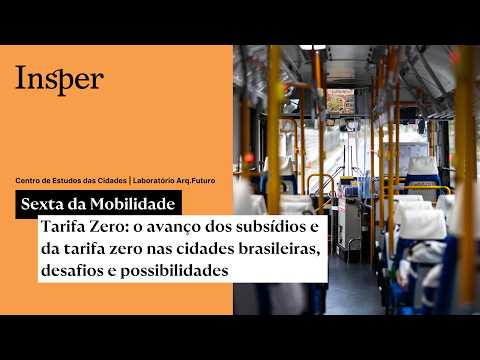 Insper
Centro de Estudos das Cidades | Laboratório Arq.Futuro
Sexta da Mobilidade
Tarifa Zero: o avanço dos subsídios e
da tarifa zero nas cidades brasileiras,
desafios e possibilidades